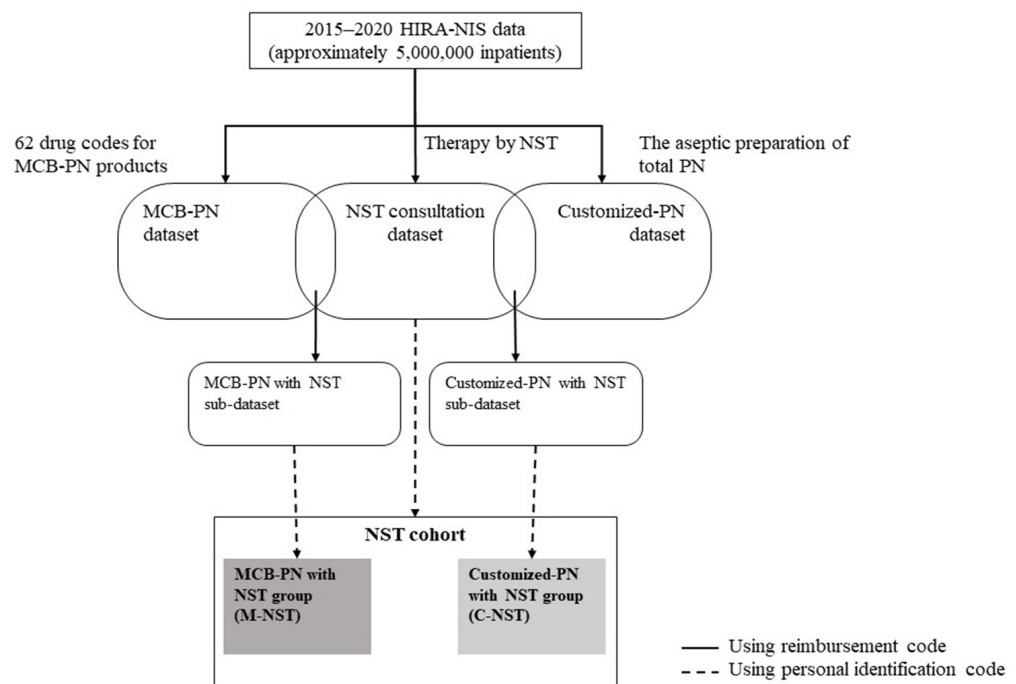 2015–2020 HIRA-NIS data
(approximately 5,000,000 inpatients)
62 drug codes for
MCB-PN products
Therapy by NST
The aseptic preparation of
total PN
MCB-PN
dataset
NST consultation
dataset
Customized-PN
dataset
MCB-PN with NST
sub-dataset
Customized-PN with NST
sub-dataset
NST cohort
MCB-PN with
NST group
(M-NST)
Customized-PN
with NST group
(C-NST)
Using reimbursement code
Using personal identification code